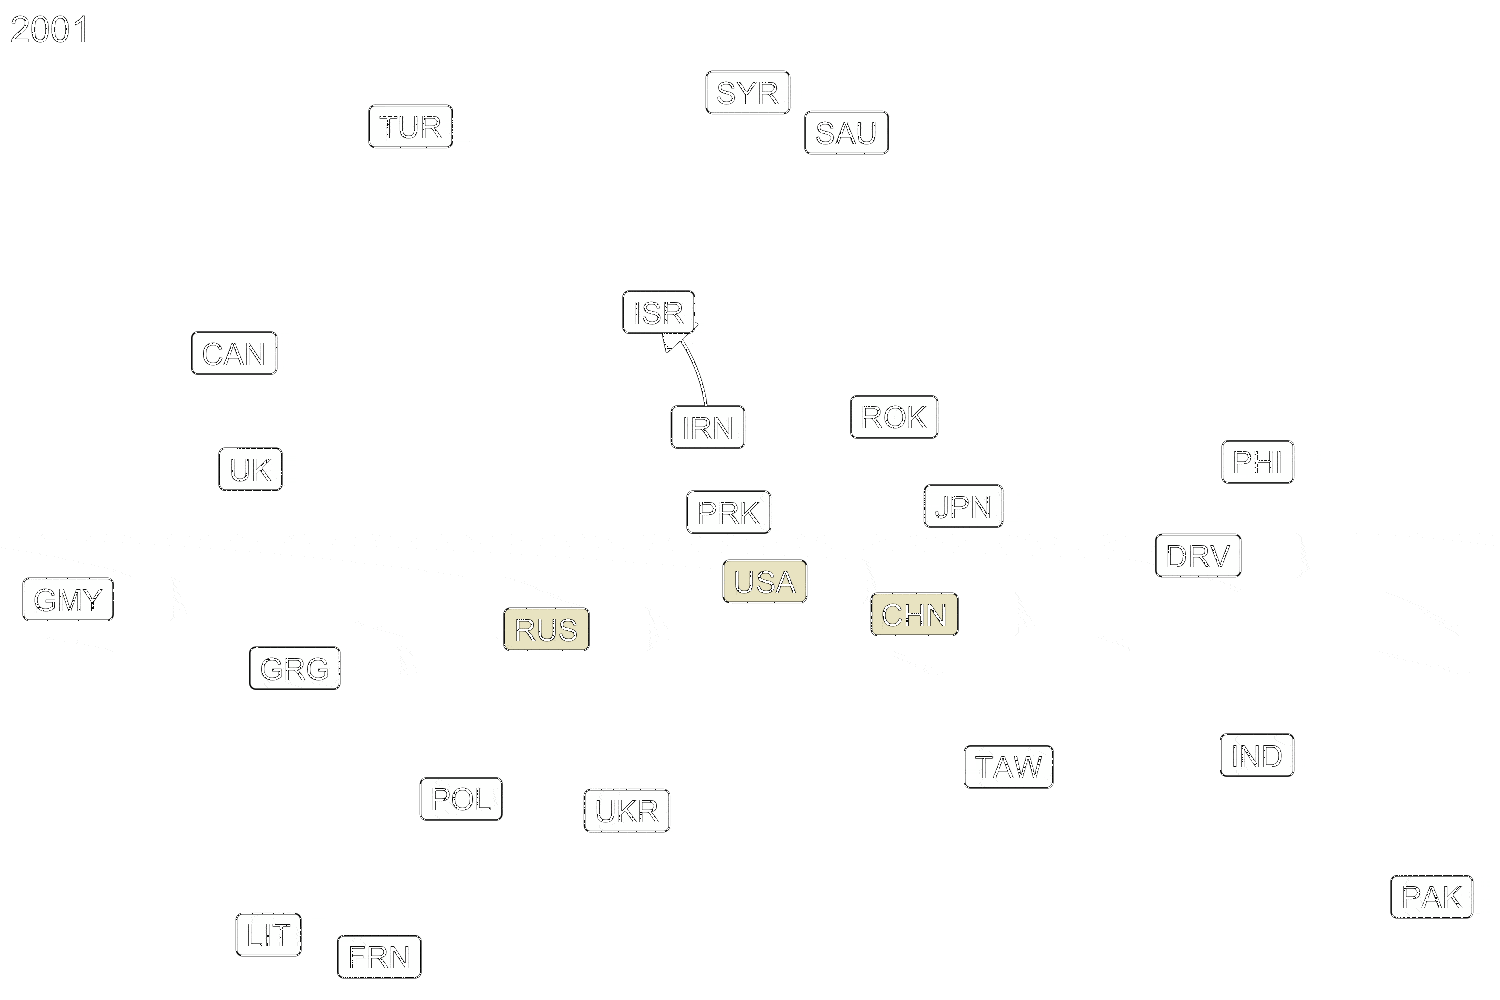 2001
SYR
TUR
SAU
ISR
CAN
ROK
IRN
PHI
UK
JPN
PRK
DRV
USA
GMY
CHN
RUS
GRG
IND
TAW
POL
UKR
PAK
LIT
FRN